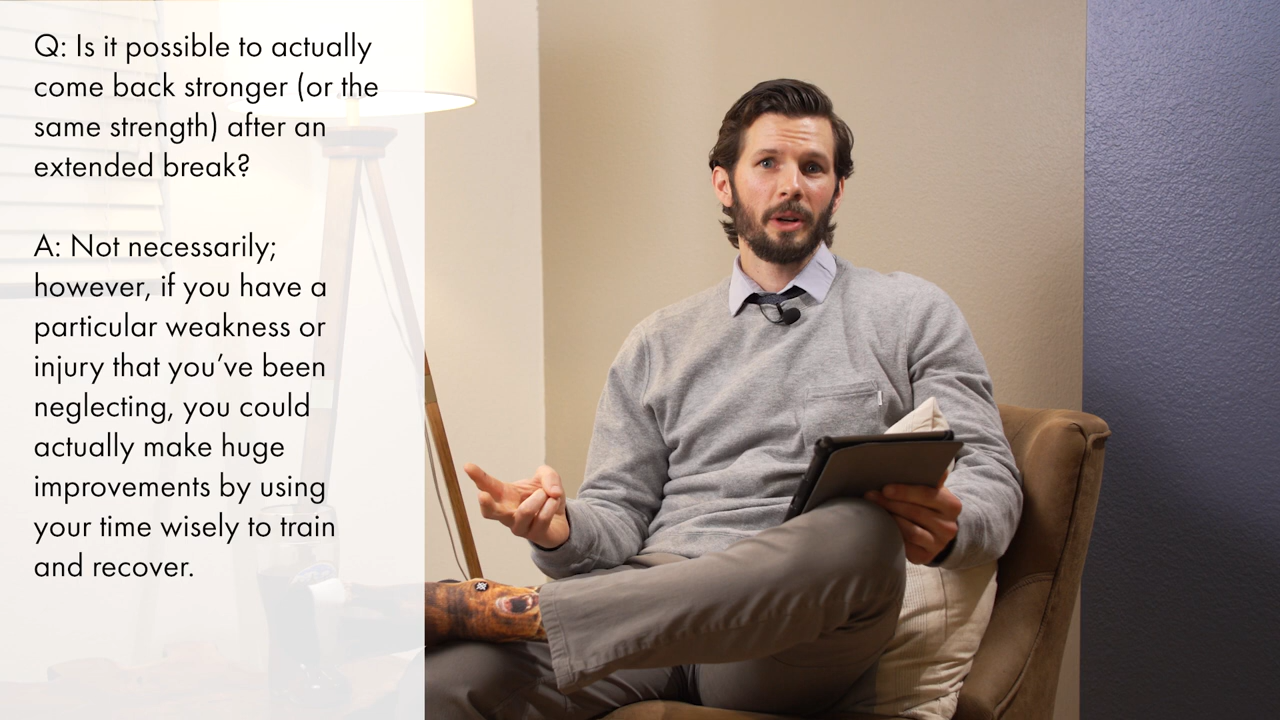 Q: Is it possible to actually
come back stronger (or the
same strength) after an
extended break?
A: Not necessarily;
however, if you have a
particular weakness or
injury that you’ve been
neglecting, you could
actually make huge
improvements by using
your time wisely to train
and recover.